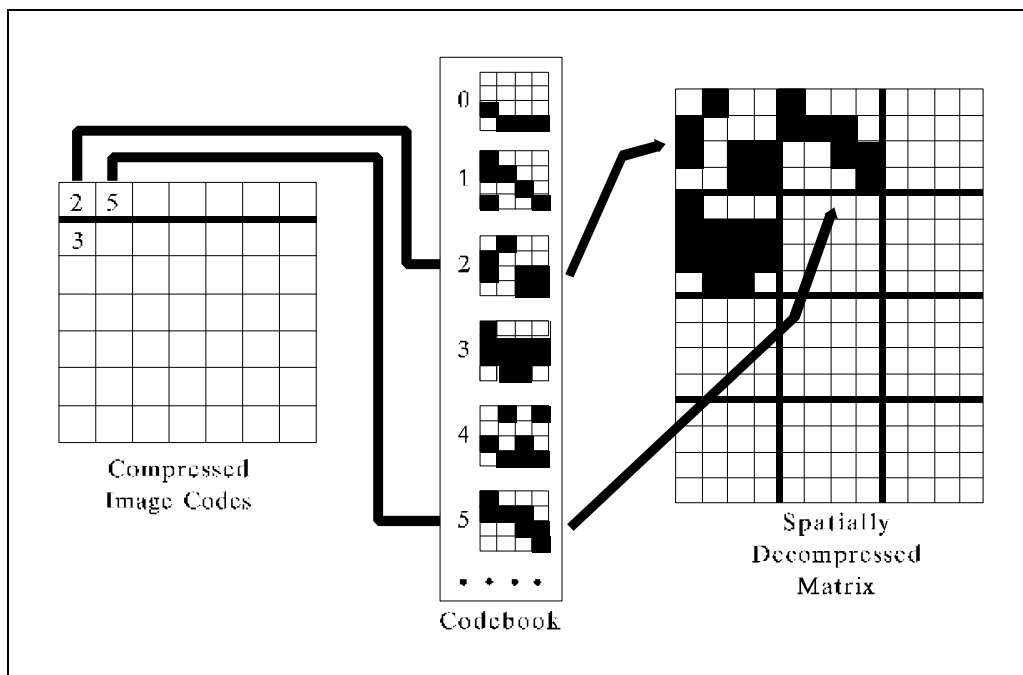 2 5
3
Compressed
Image Codes
0
1
2
3
4
5
Codebook
Spatially
Decompressed
Matrix